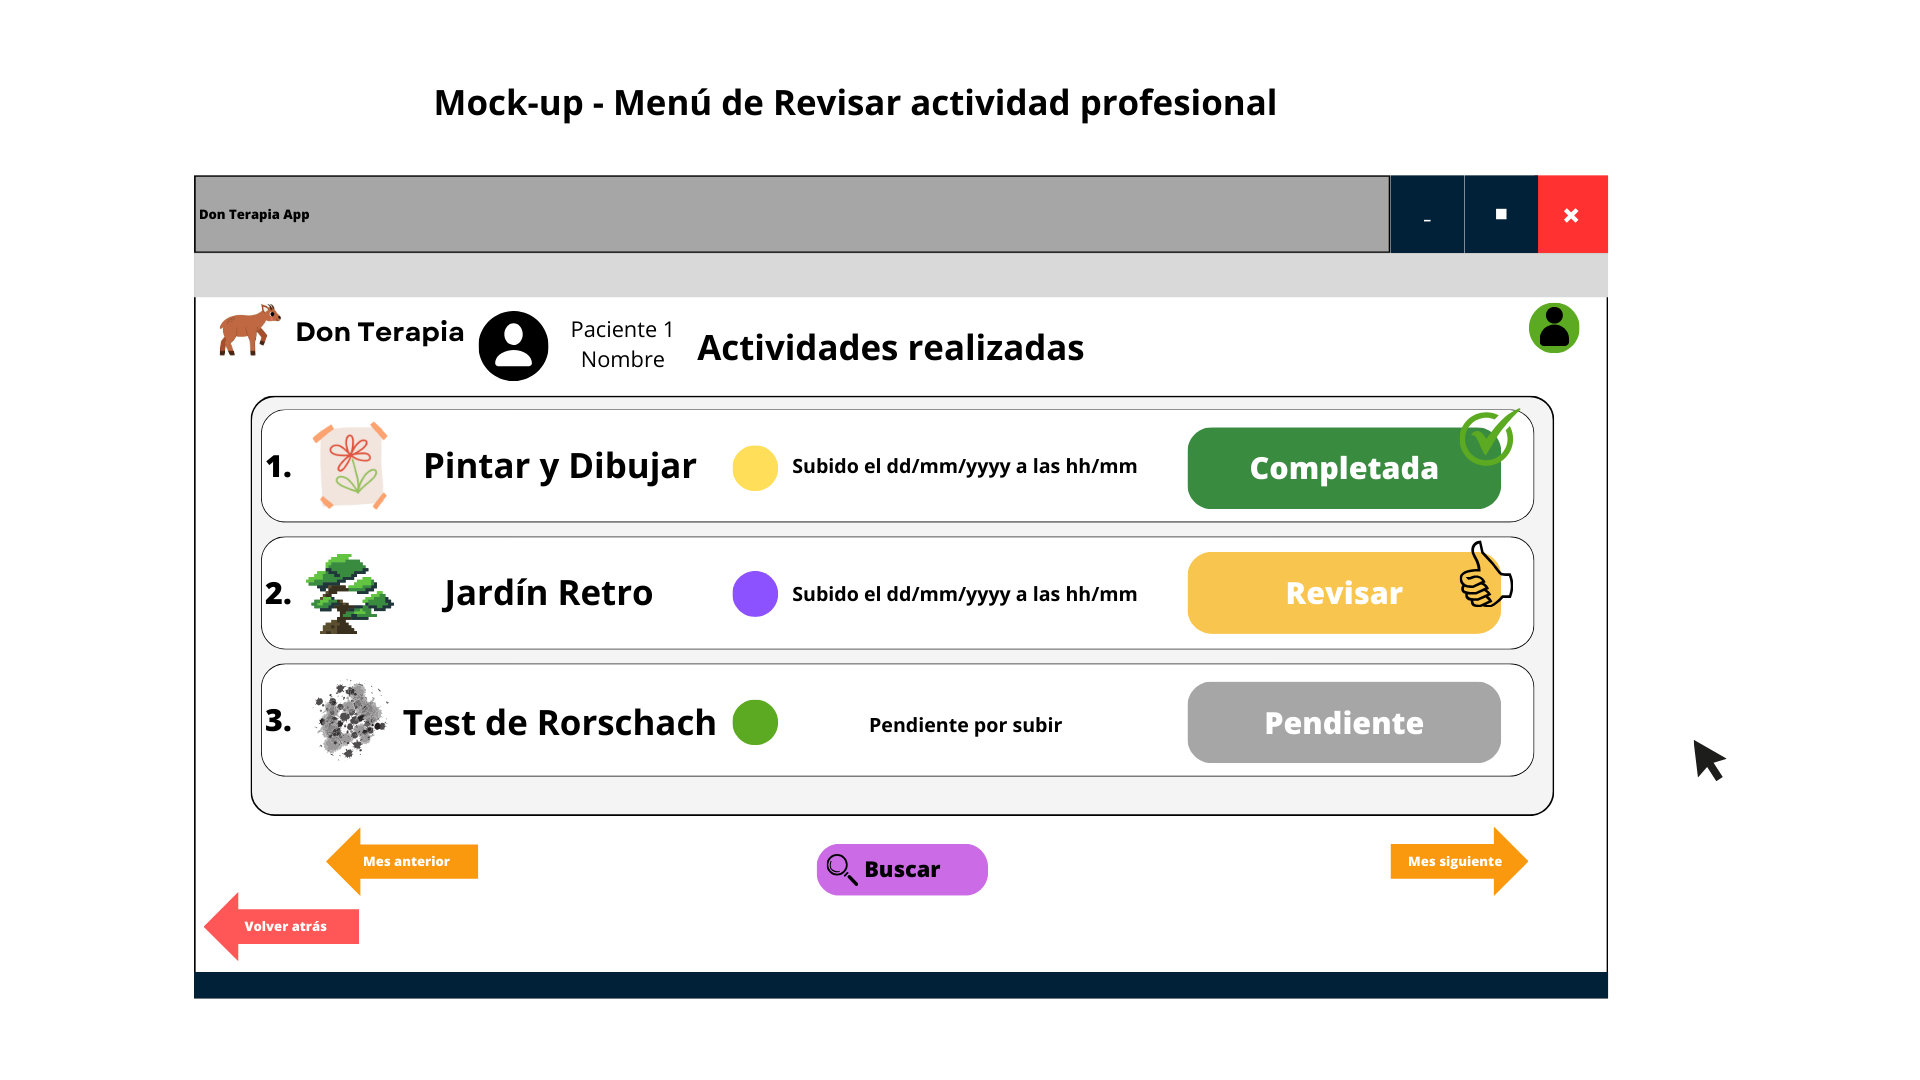 Mock-up - Menú de Revisar actividad profesional
Don Terapia App
Don Terapia
Paciente 1
Nombre
Actividades realizadas
1. Pintar y Dibujar Subido el dd/mm/yyyy a las hh/mm Completada
2. Jardín Retro Subido el dd/mm/yyyy a las hh/mm Revisar
3. Test de Rorschach Pendiente por subir Pendiente
Mes anterior
Buscar
Mes siguiente
Volver atrás